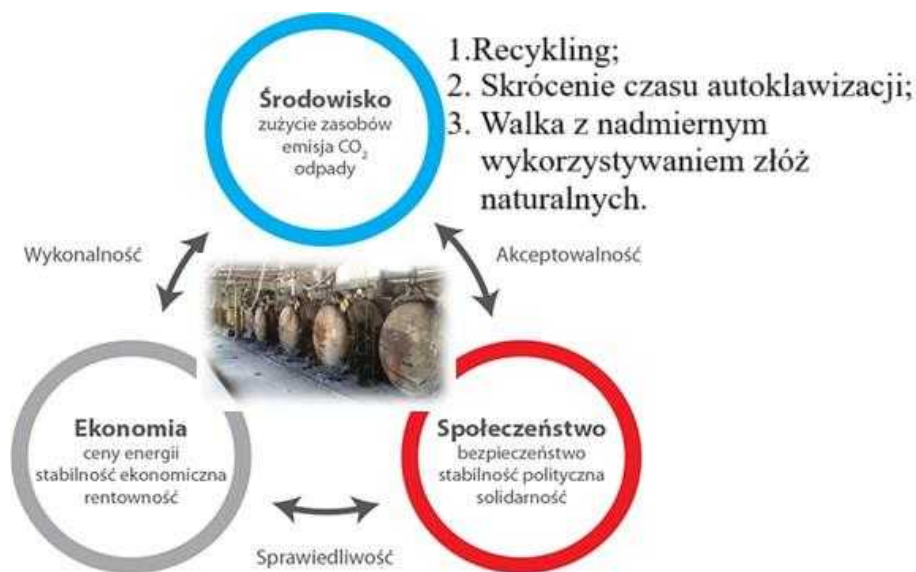 Środowisko
zużycie zasobów
emisja CO₂
odpady
1.Recykling;
2. Skrócenie czasu autoklawizacji;
3. Walka z nadmiernym
wykorzystywaniem złóż
naturalnych.
Wykonalność
Akceptowalność
Ekonomia
ceny energii
stabilność ekonomiczna
rentowność
Społeczeństwo
bezpieczeństwo
stabilność polityczna
solidarność
Sprawiedliwość